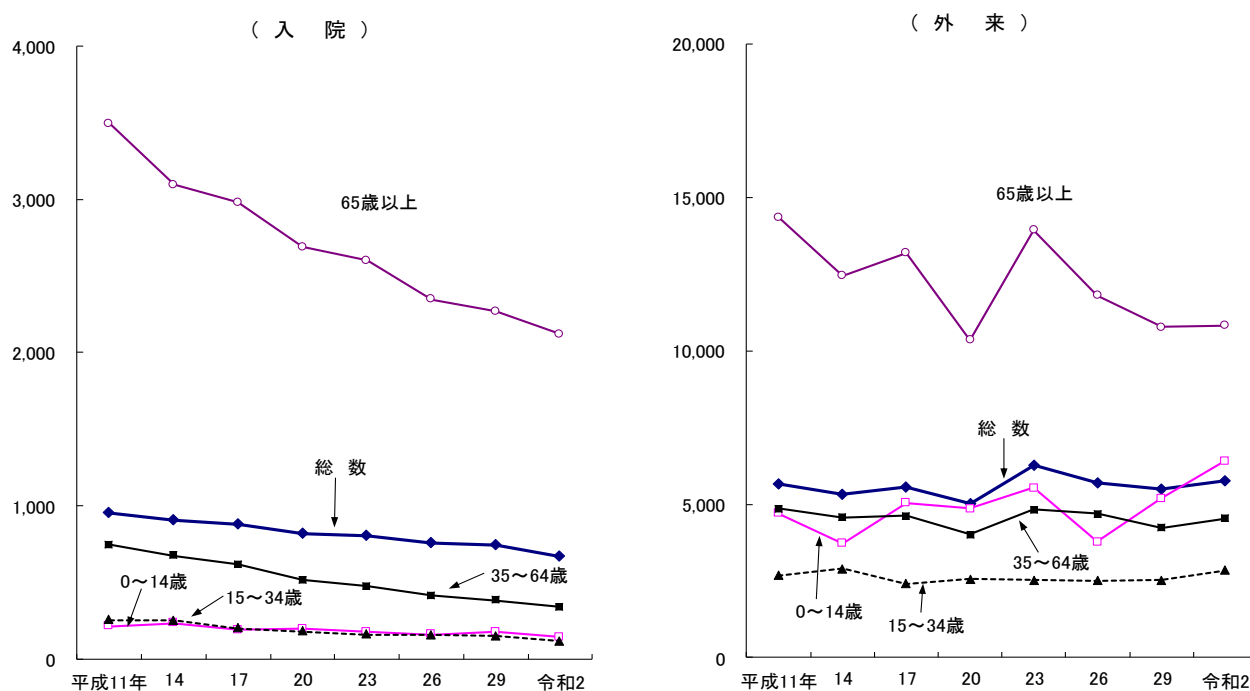 （ 入 院 ）
4,000
3,000
2,000
1,000
0
65歳以上
総 数
35～64歳
0～14歳
15～34歳
平成11年 14 17 20 23 26 29 令和2
（ 外 来 ）
20,000
15,000
10,000
5,000
0
65歳以上
総 数
35～64歳
0～14歳
15～34歳
平成11年 14 17 20 23 26 29 令和2